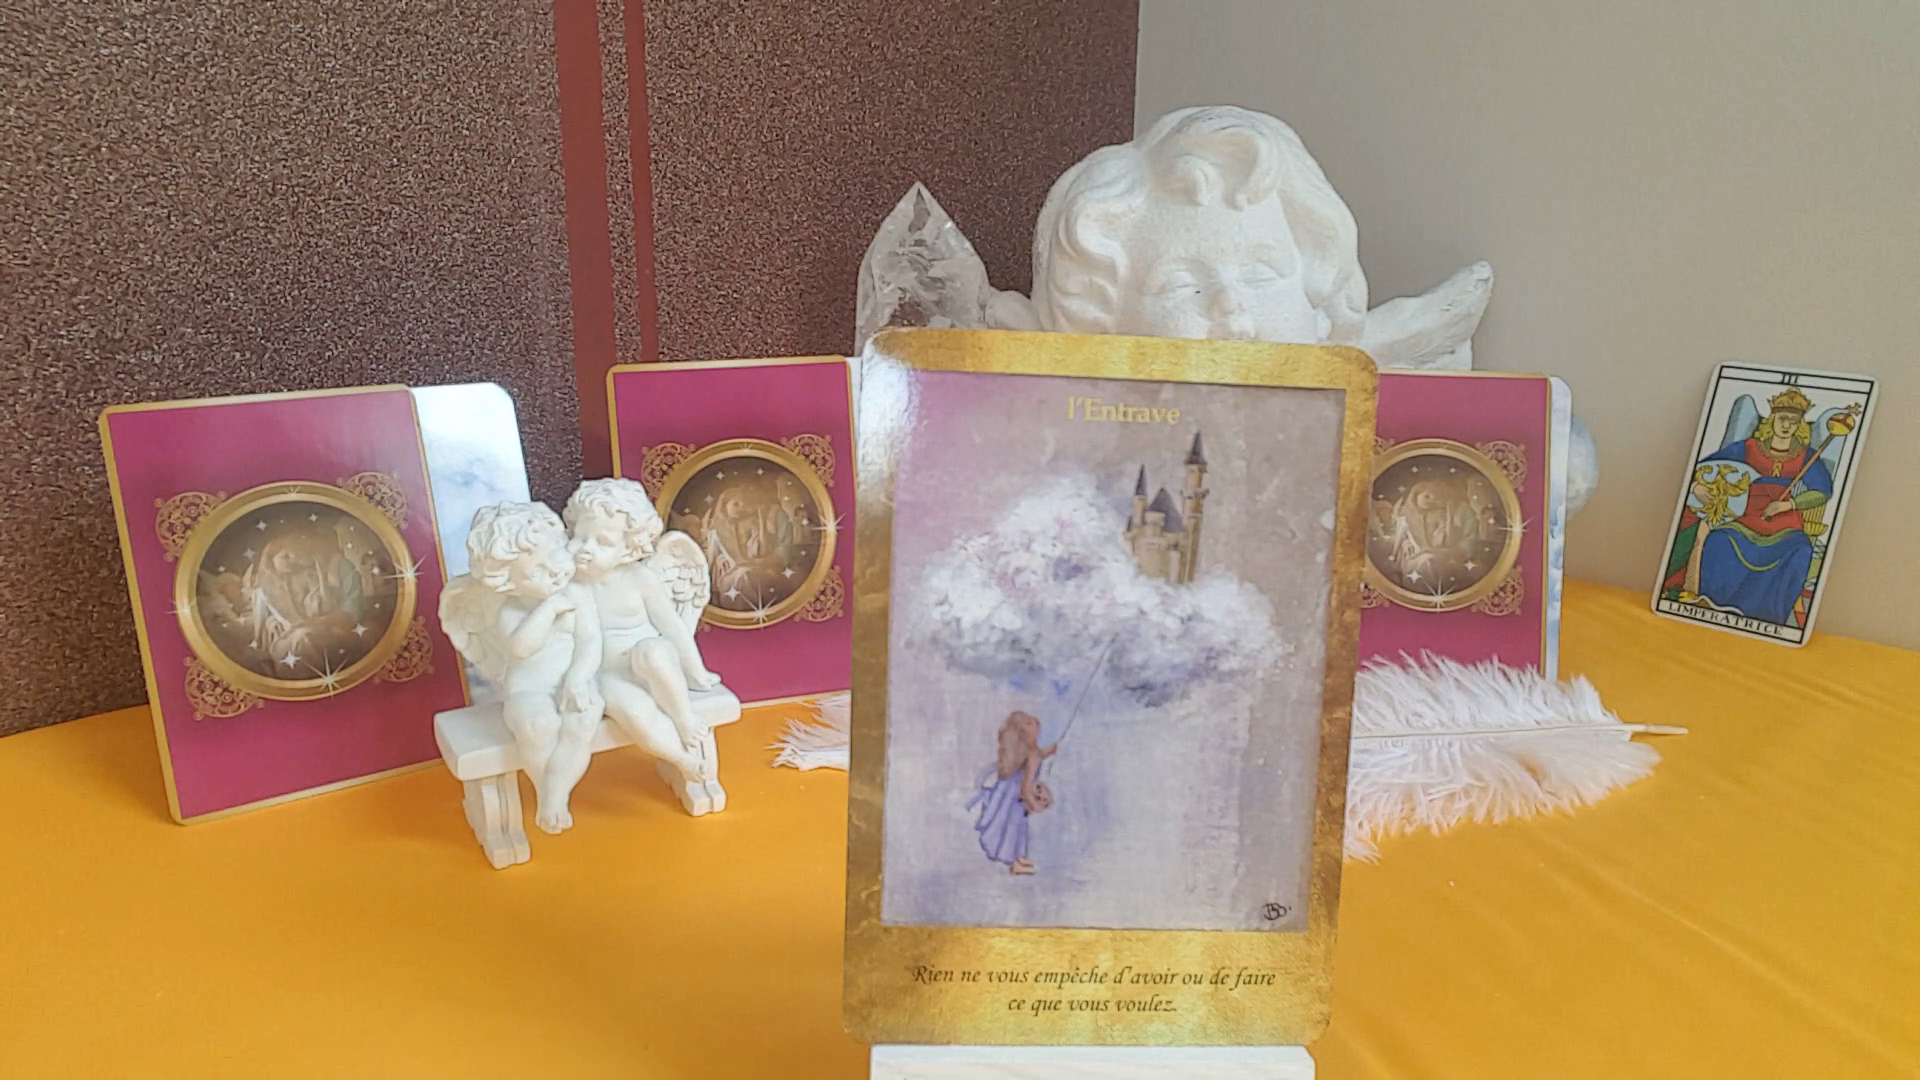 l'Entrave
Rien ne vous empêche d'avoir ou de faire
ce que vous voulez.
III
L'IMPERATRICE